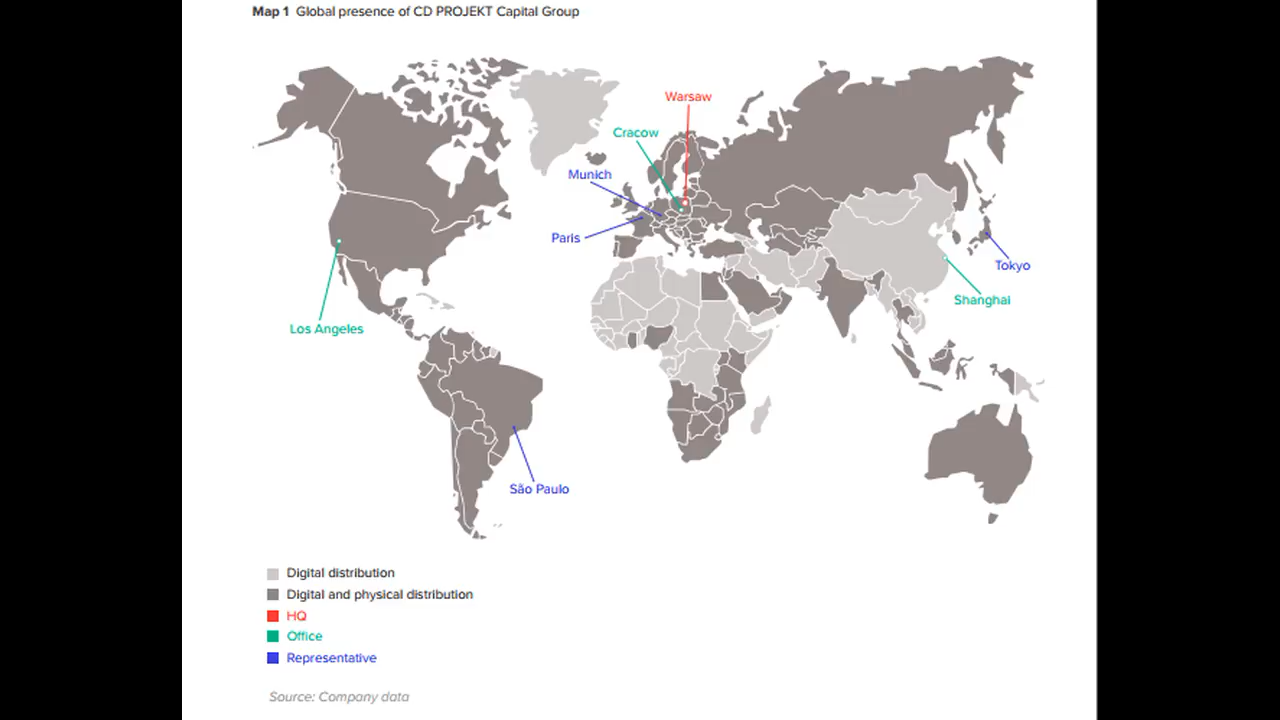 Map 1 Global presence of CD PROJEKT Capital Group
Warsaw
Cracow
Munich
Paris
Tokyo
Shanghai
Los Angeles
São Paulo
Digital distribution
Digital and physical distribution
HQ
Office
Representative
Source: Company data